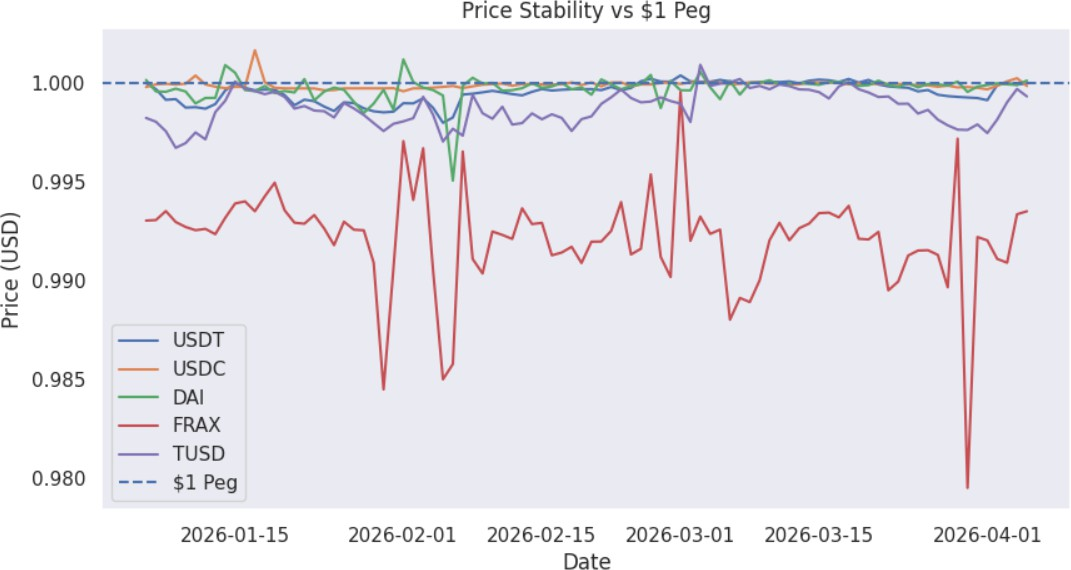 Price Stability vs $1 Peg
Price (USD)
1.000
0.995
0.990
0.985
0.980
USDT
USDC
DAI
FRAX
TUSD
$1 Peg
2026-01-15 2026-02-01 2026-02-15 2026-03-01 2026-03-15 2026-04-01
Date